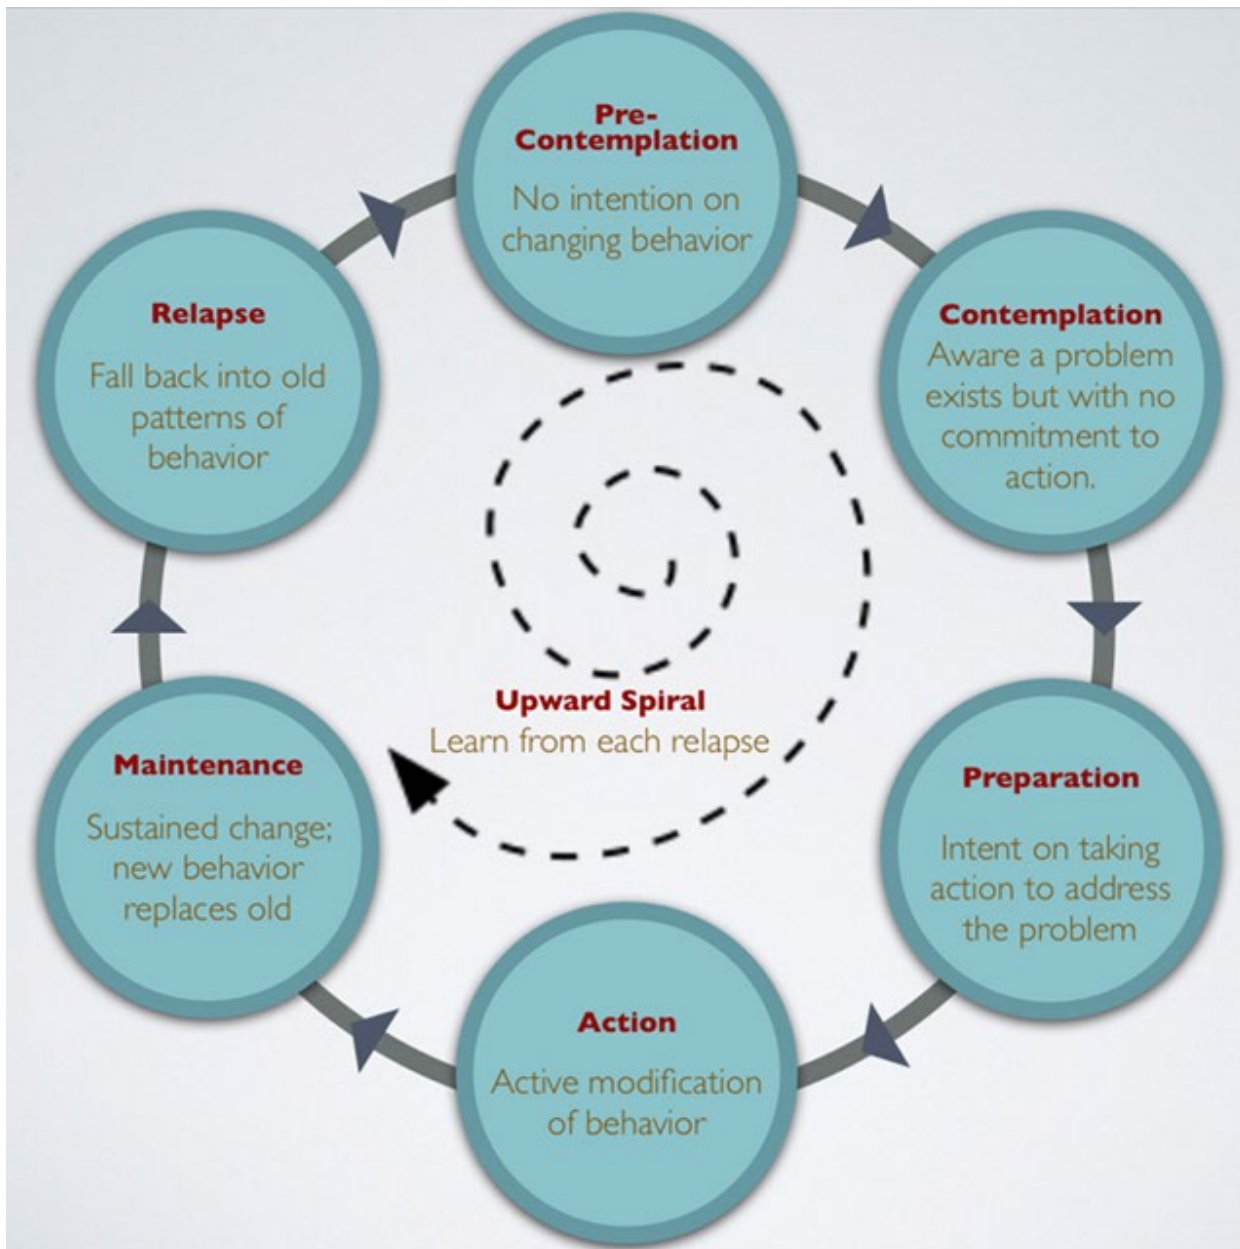 Pre-
Contemplation
No intention on
changing behavior
Contemplation
Aware a problem
exists but with no
commitment to
action.
Preparation
Intent on taking
action to address
the problem
Action
Active modification
of behavior
Maintenance
Sustained change;
new behavior
replaces old
Relapse
Fall back into old
patterns of
behavior
Upward Spiral
Learn from each relapse